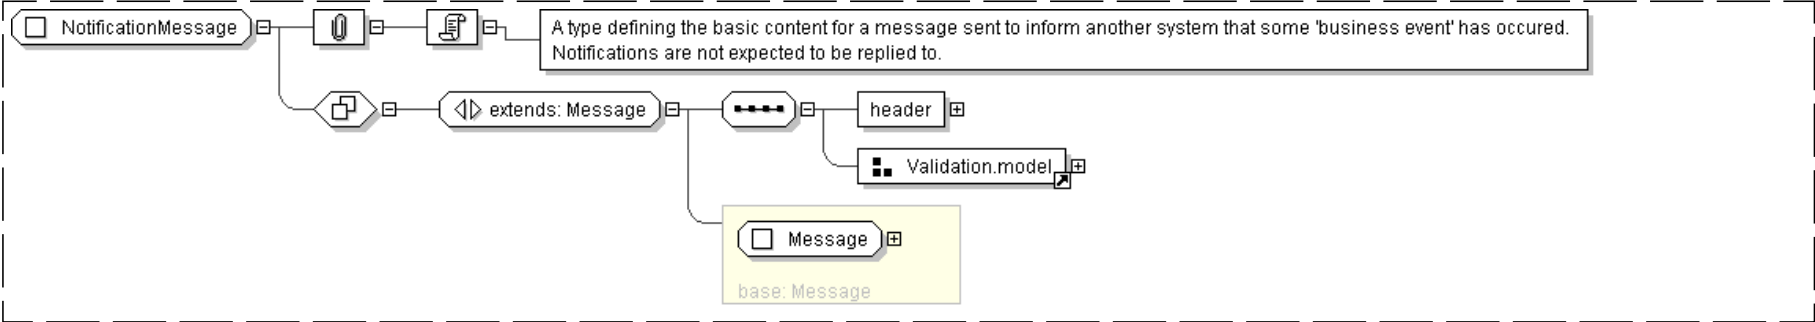 NotificationMessage
A type defining the basic content for a message sent to inform another system that some 'business event' has occured.
Notifications are not expected to be replied to.
extends: Message
header
Validation.model
Message
base: Message